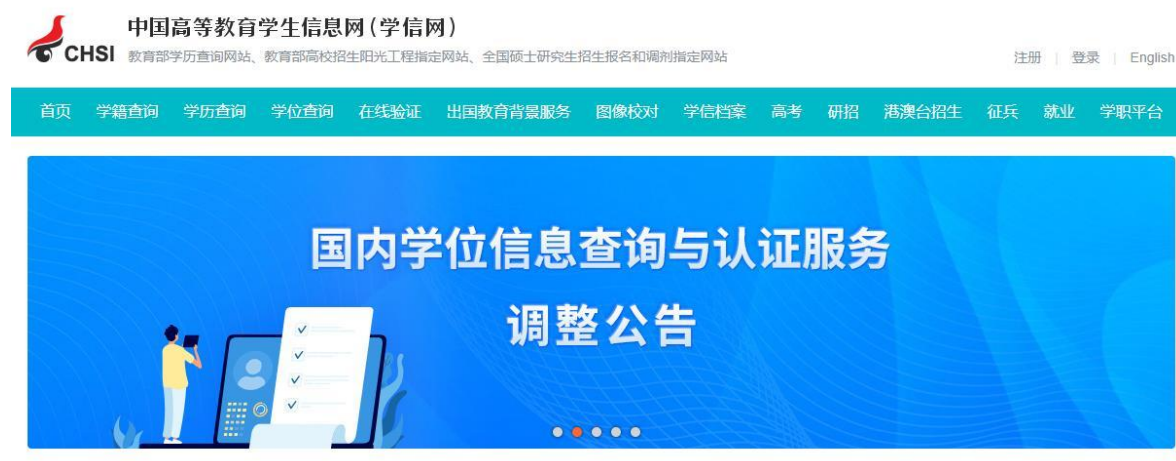 中国高等教育学生信息网(学信网)
CHSI 教育部学历查询网站、教育部高校招生阳光工程指定网站、全国硕士研究生招生报名和调剂指定网站
注册 | 登录 | English
首页 学籍查询 学历查询 学位查询 在线验证 出国教育背景服务 图像校对 学信档案 高考 研招 港澳台招生 征兵 就业 学职平台
国内学位信息查询与认证服务
调整公告